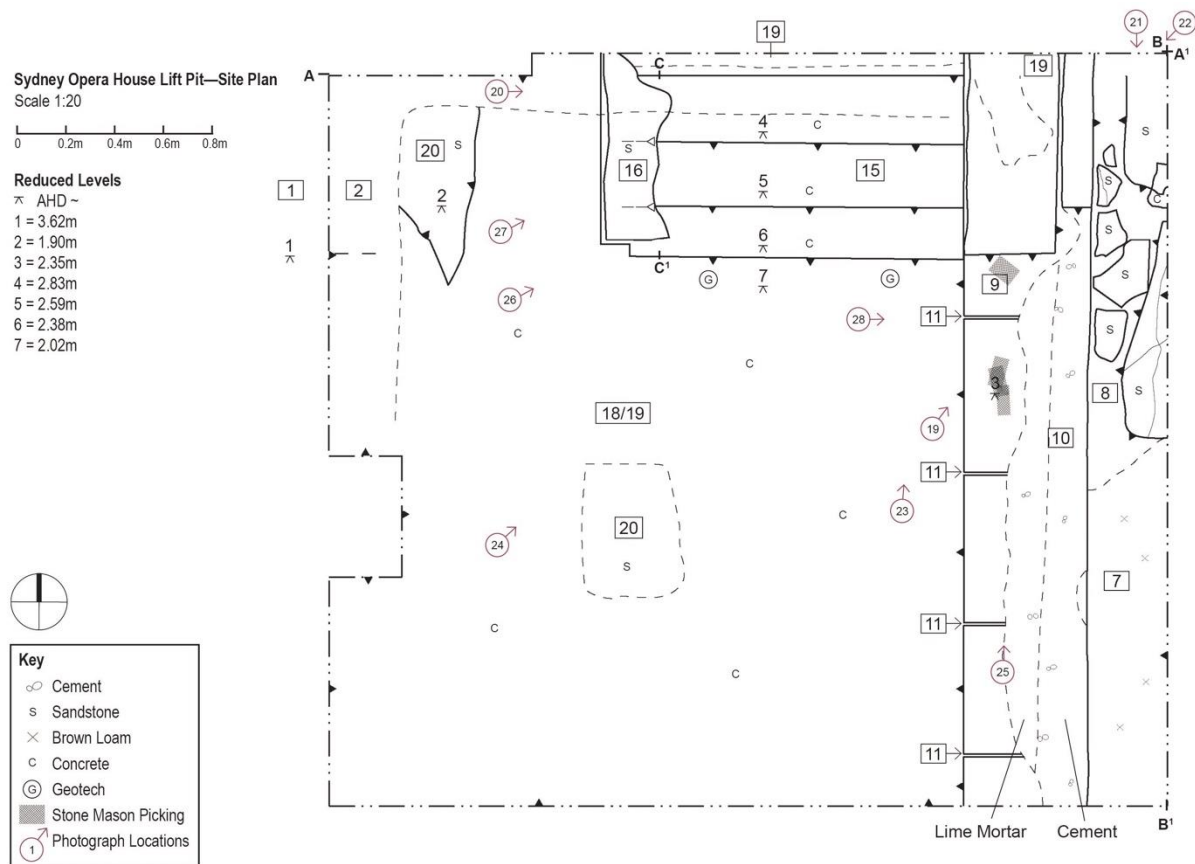 Sydney Opera House Lift Pit—Site Plan
Scale 1:20
0 0.2m 0.4m 0.6m 0.8m
Reduced Levels
AHD ~
1 = 3.62m
2 = 1.90m
3 = 2.35m
4 = 2.83m
5 = 2.59m
6 = 2.38m
7 = 2.02m
21
22
19
B
A
C
A¹
20
19
4
C
S
20
S
S
16
15
S
1
2
2
5
C
C
S
27
6
C
1
C¹
7
G
G
9
S
26
28
11
S
C
C
3
8
S
18/19
19
10
11
23
C
20
24
S
7
11
C
25
C
11
Lime Mortar
Cement
B¹
Key
Cement
S Sandstone
Brown Loam
C Concrete
G Geotech
Stone Mason Picking
1 Photograph Locations